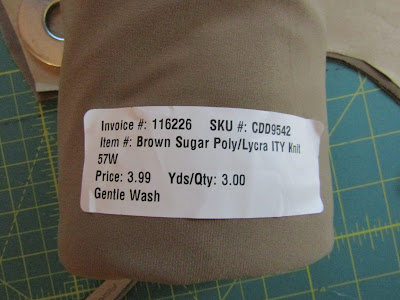 Invoice #: 116226 SKU #: CDD9542
Item #: Brown Sugar Poly/Lycra ITY Knit
57W
Price: 3.99 Yds/Qty: 3.00
Gentle Wash